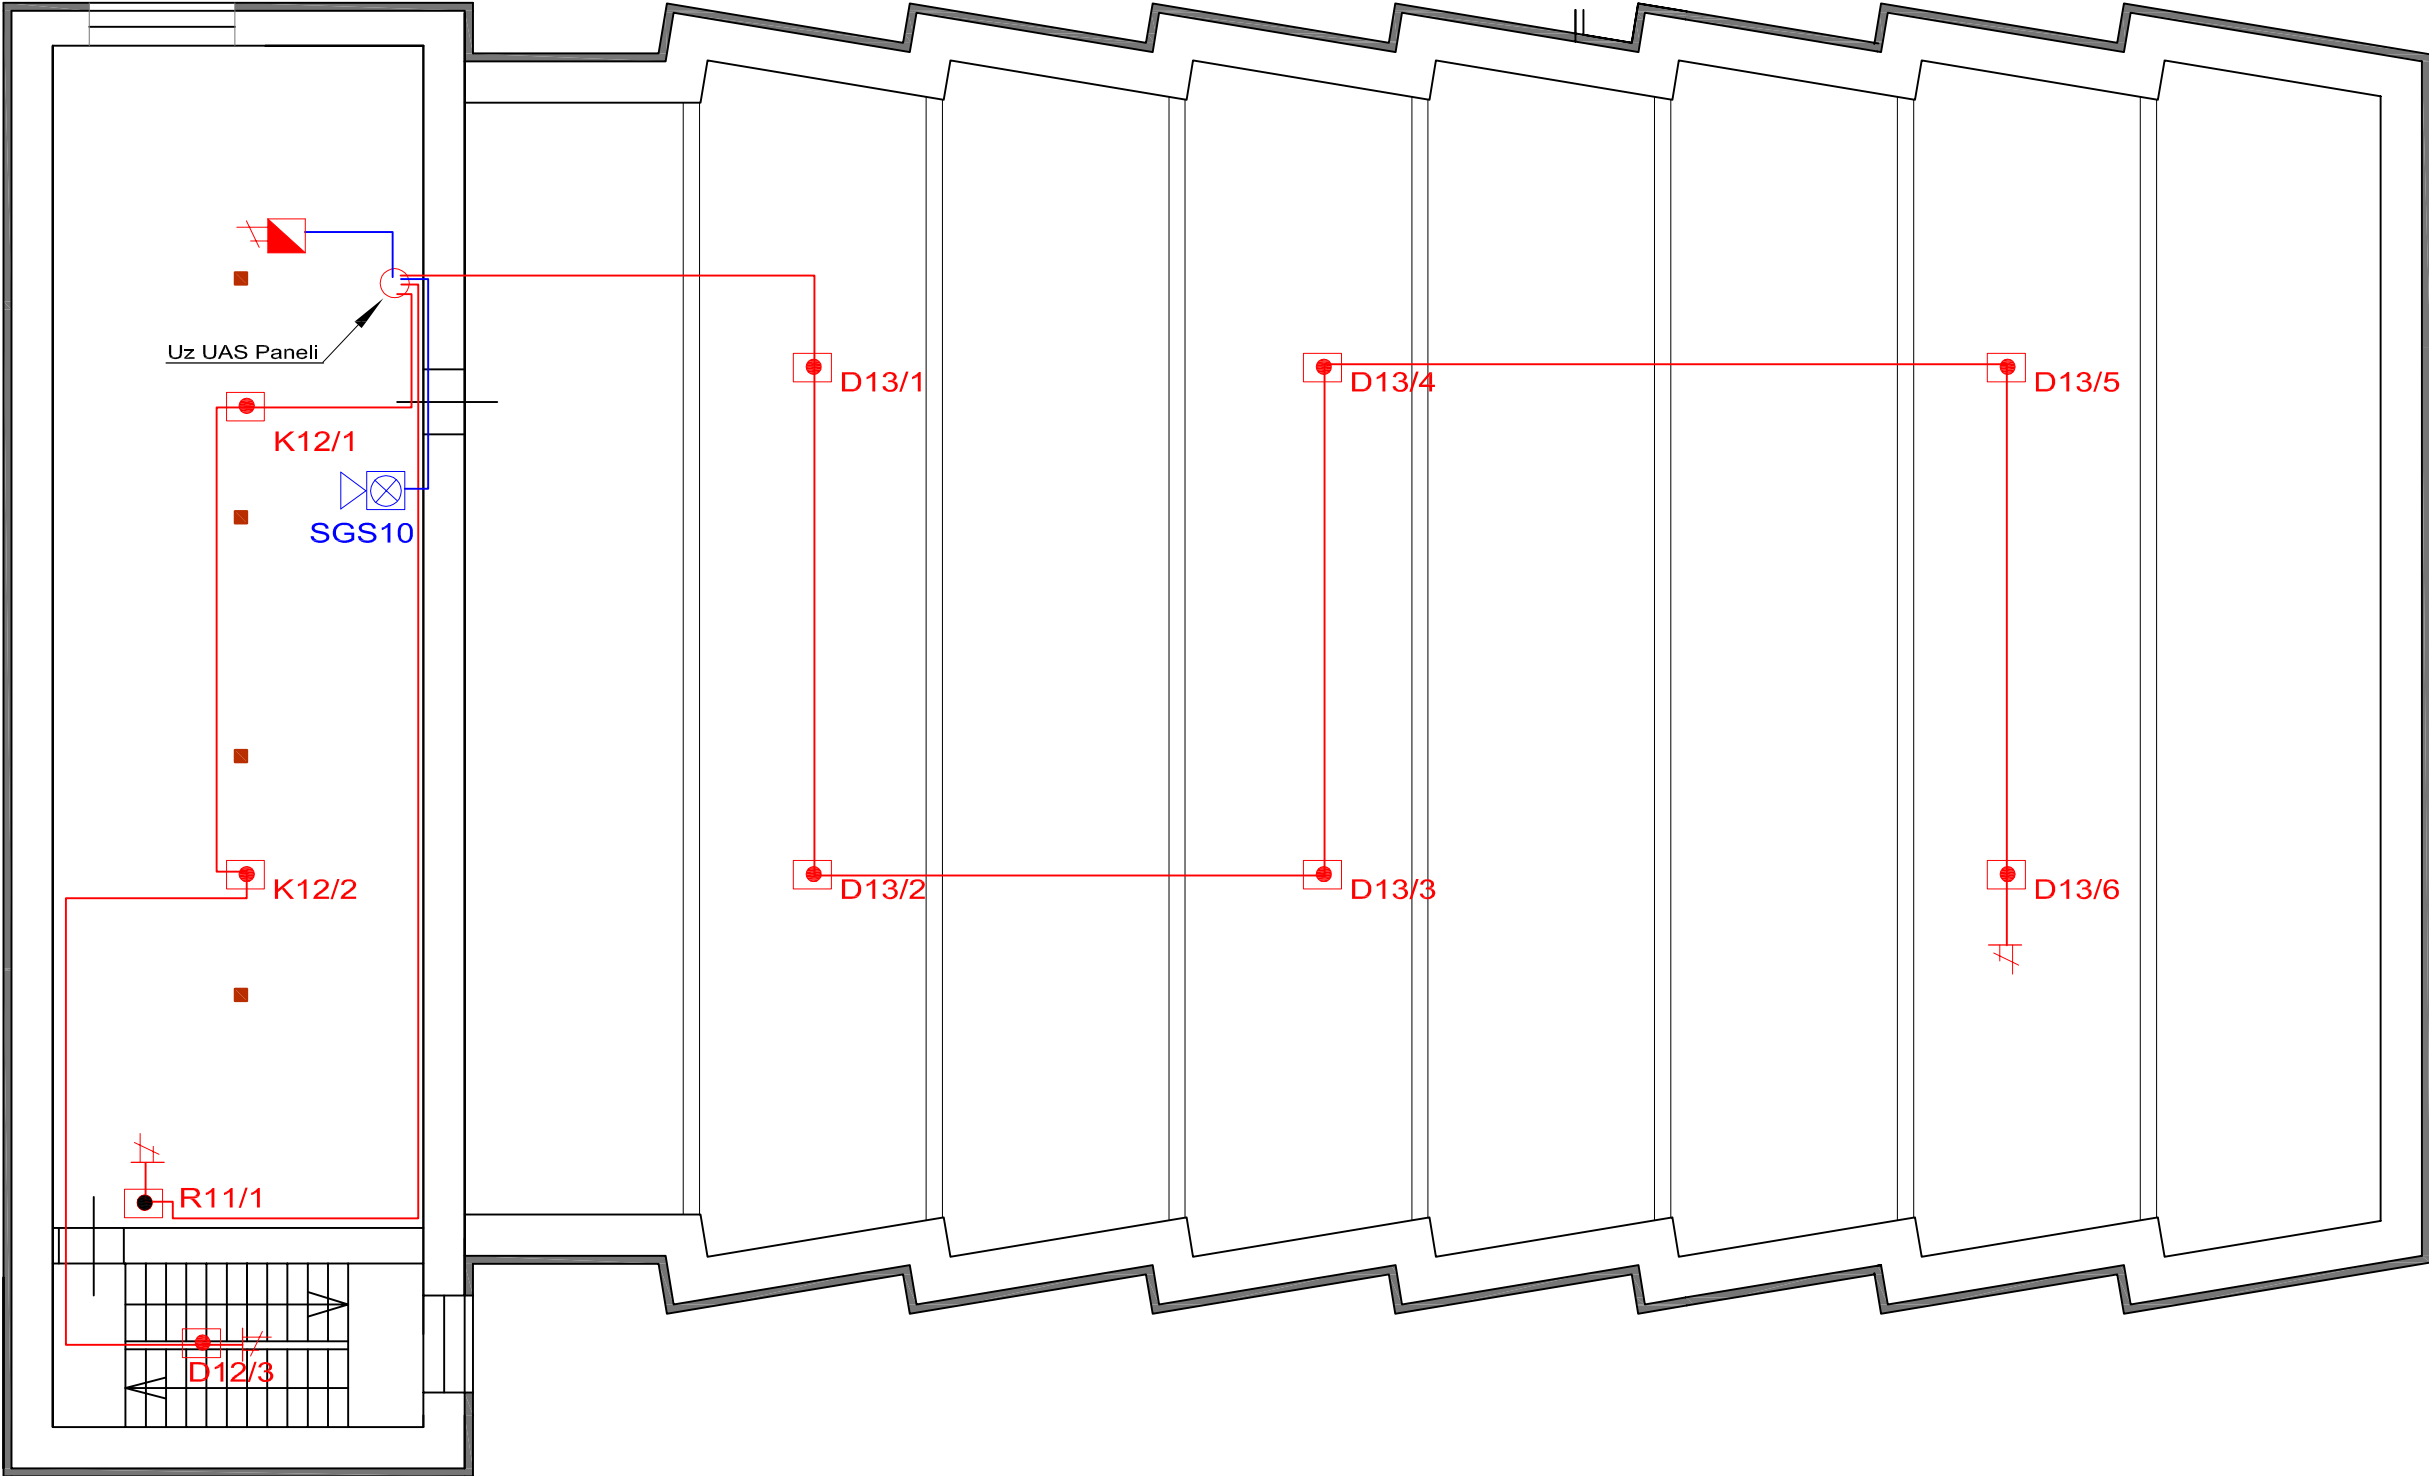 Uz UAS Paneli
D13/1
D13/4
D13/5
K12/1
SGS10
K12/2
D13/2
D13/3
D13/6
R11/1
D12/3